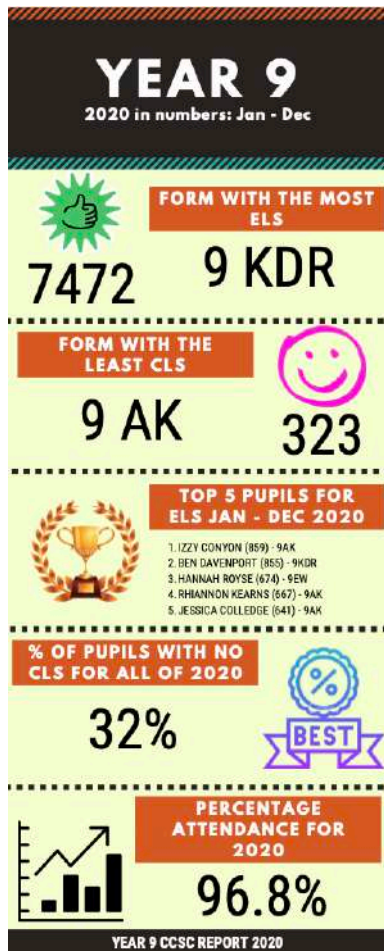 YEAR 9
2020 in numbers: Jan - Dec
FORM WITH THE MOST
ELS
7472
9 KDR
FORM WITH THE
LEAST CLS
9 AK
323
TOP 5 PUPILS FOR
ELS JAN - DEC 2020
1. IZZY CONYON (859) - 9AK
2. BEN DAVENPORT (855) - 9KDR
3. HANNAH ROYSE (674) - 9EW
4. RHIANNON KEARNS (667) - 9AK
5. JESSICA COLLEDGE (641) - 9AK
% OF PUPILS WITH NO
CLS FOR ALL OF 2020
32%
%
BEST
PERCENTAGE
ATTENDANCE FOR
2020
96.8%
YEAR 9 CCSC REPORT 2020